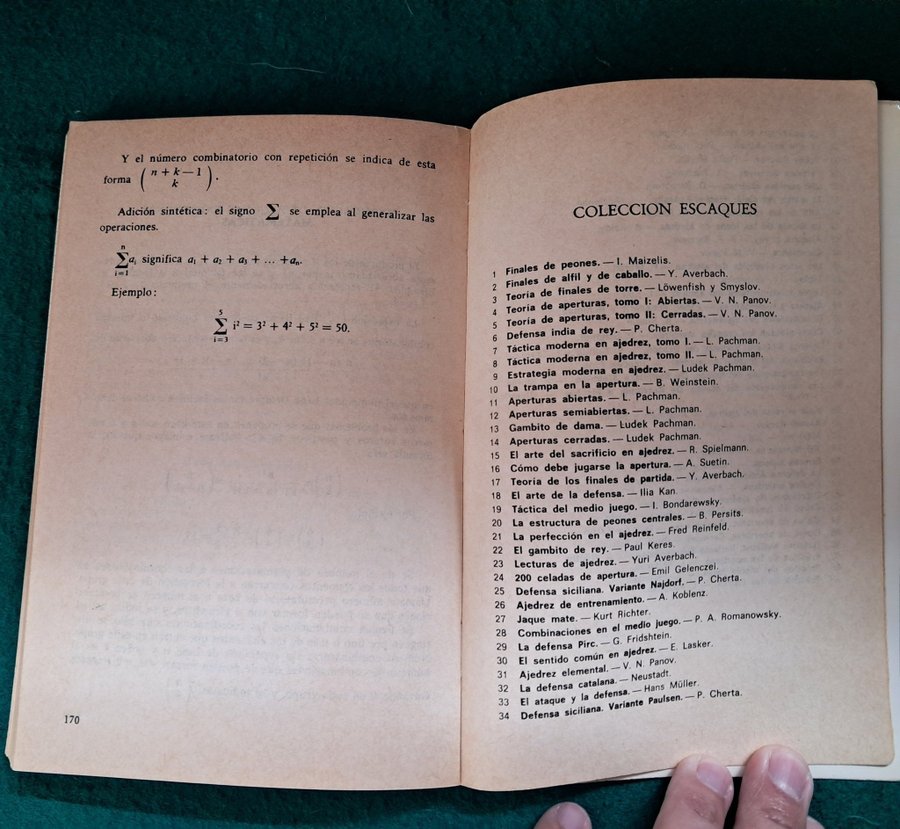 Y el número combinatorio con repetición se indica de esta
forma ( n + k — 1
k ) .
Adición sintética: el signo ∑ se emplea al generalizar las
operaciones.
n
∑ aᵢ significa a₁ + a₂ + a₃ + ... + aₙ.
i=1
Ejemplo:
5
∑ i² = 3² + 4² + 5² = 50.
i=3
170
COLECCION ESCAQUES
1 Finales de peones. — I. Maizelis.
2 Finales de alfil y de caballo. — Y. Averbach.
3 Teoría de finales de torre. — Löwenfish y Smyslov.
4 Teoría de aperturas, tomo I: Abiertas. — V. N. Panov.
5 Teoría de aperturas, tomo II: Cerradas. — V. N. Panov.
6 Defensa india de rey. — P. Cherta.
7 Táctica moderna en ajedrez, tomo I. — L. Pachman.
8 Táctica moderna en ajedrez, tomo II. — L. Pachman.
9 Estrategia moderna en ajedrez. — Ludek Pachman.
10 La trampa en la apertura. — B. Weinstein.
11 Aperturas abiertas. — L. Pachman.
12 Aperturas semiabiertas. — L. Pachman.
13 Gambito de dama. — Ludek Pachman.
14 Aperturas cerradas. — Ludek Pachman.
15 El arte del sacrificio en ajedrez. — R. Spielmann.
16 Cómo debe jugarse la apertura. — A. Suetin.
17 Teoría de los finales de partida. — Y. Averbach.
18 El arte de la defensa. — Ilia Kan.
19 Táctica del medio juego. — I. Bondarewsky.
20 La estructura de peones centrales. — B. Persits.
21 La perfección en el ajedrez. — Fred Reinfeld.
22 El gambito de rey. — Paul Keres.
23 Lecturas de ajedrez. — Yuri Averbach.
24 200 celadas de apertura. — Emil Gelenczei.
25 Defensa siciliana. Variante Najdorf. — P. Cherta.
26 Ajedrez de entrenamiento. — A. Koblenz.
27 Jaque mate. — Kurt Richter.
28 Combinaciones en el medio juego. — P. A. Romanowsky.
29 La defensa Pirc. — G. Fridshtein.
30 El sentido común en ajedrez. — E. Lasker.
31 Ajedrez elemental. — V. N. Panov.
32 La defensa catalana. — Neustadt.
33 El ataque y la defensa. — Hans Müller.
34 Defensa siciliana. Variante Paulsen. — P. Cherta.